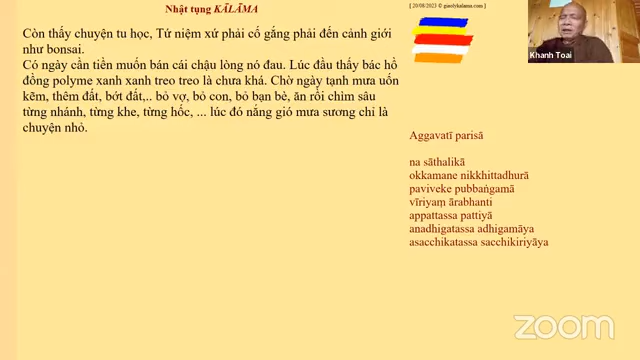 Nhật tụng KĀLĀMA
[ 20/08/2023 © giaolykalama.com ]
Còn thấy chuyện tu học, Tứ niệm xứ phải cố gắng phải đến cảnh giới
như bonsai.
Có ngày cần tiền muốn bán cái chậu lòng nó đau. Lúc đầu thấy bác hồ
đồng polyme xanh xanh treo treo là chưa khá. Chờ ngày tạnh mưa uốn
kẽm, thêm đất, bớt đất,.. bỏ vợ, bỏ con, bỏ bạn bè, ăn rồi chìm sâu
từng nhánh, từng khe, từng hốc, ... lúc đó nắng gió mưa sương chỉ là
chuyện nhỏ.
Khanh Toai
Aggavatī parisā
na sāthalikā
okkamane nikkhittadhurā
paviveke pubbaṅgamā
vīriyaṃ ārabhanti
appattassa pattiyā
anadhigatassa adhigamāya
asacchikatassa sacchikiriyāya
zoom